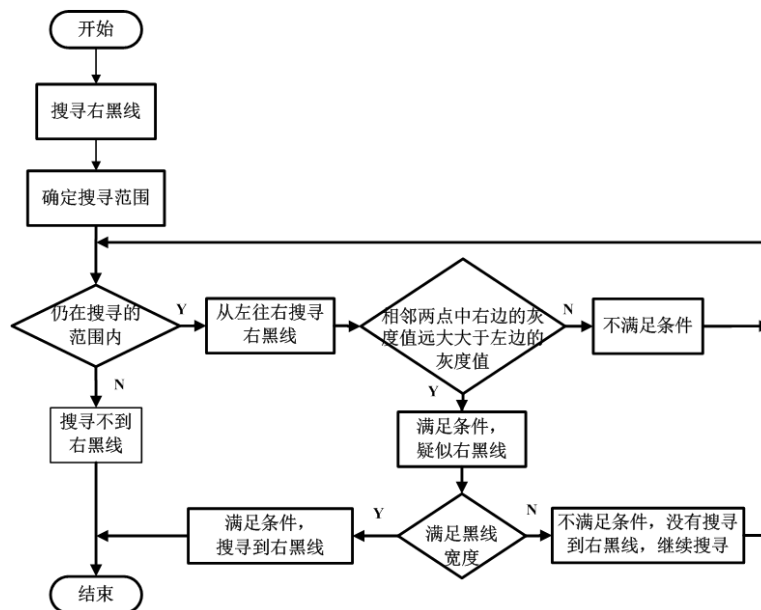 开始
搜寻右黑线
确定搜寻范围
仍在搜寻的
范围内
Y
从左往右搜寻
右黑线
相邻两点中右边的灰
度值远大大于左边的
灰度值
N
不满足条件
N
Y
搜寻不到
右黑线
满足条件，
疑似右黑线
满足条件，
搜寻到右黑线
Y
满足黑线
宽度
N
不满足条件，没有搜寻
到右黑线，继续搜寻
结束